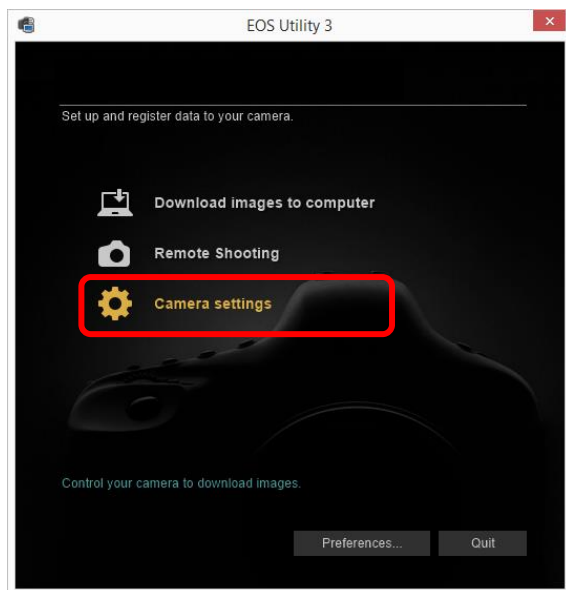 EOS Utility 3
Set up and register data to your camera.
Download images to computer
Remote Shooting
Camera settings
Control your camera to download images.
Preferences... Quit